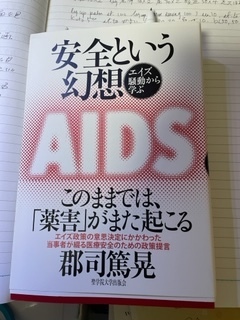 安全という
幻想
エイズ
騒動から
学ぶ
AIDS
このままでは、
「薬害」がまた起こる
エイズ政策の意思決定にかかわった
当事者が綴る医療安全のための政策提言
郡司篤晃
聖学院大学出版会